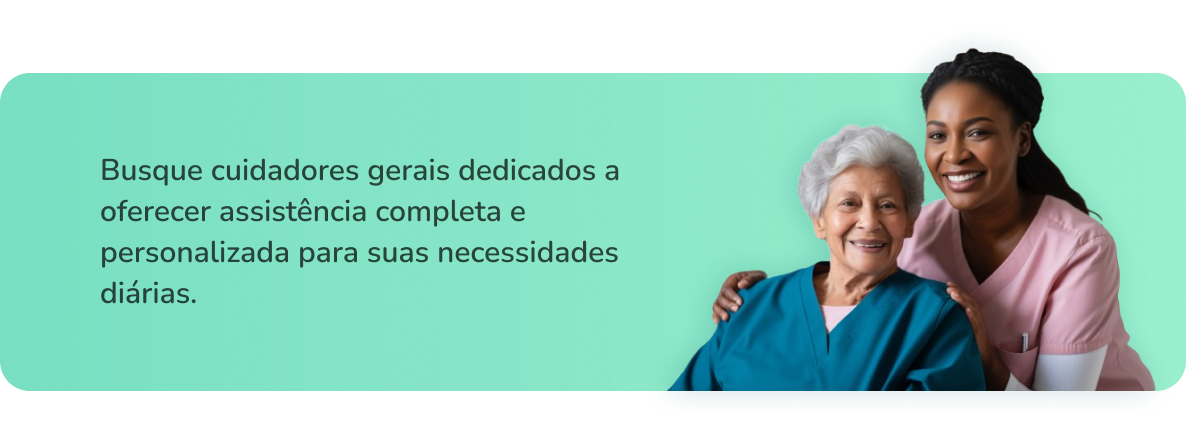 Busque cuidadores gerais dedicados a
oferecer assistência completa e
personalizada para suas necessidades
diárias.